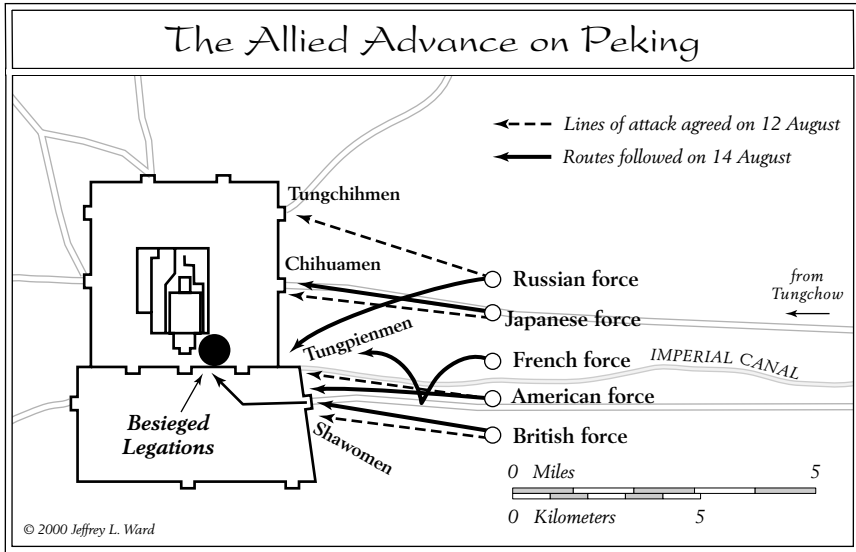 The Allied Advance on Peking
Lines of attack agreed on 12 August
Routes followed on 14 August
Tungchihmen
Chihuamen
Russian force
from
Tungchow
Japanese force
Tungpienmen
French force
IMPERIAL CANAL
American force
Besieged
Legations
Shawomen
British force
0 Miles 5
0 Kilometers 5
© 2000 Jeffrey L. Ward